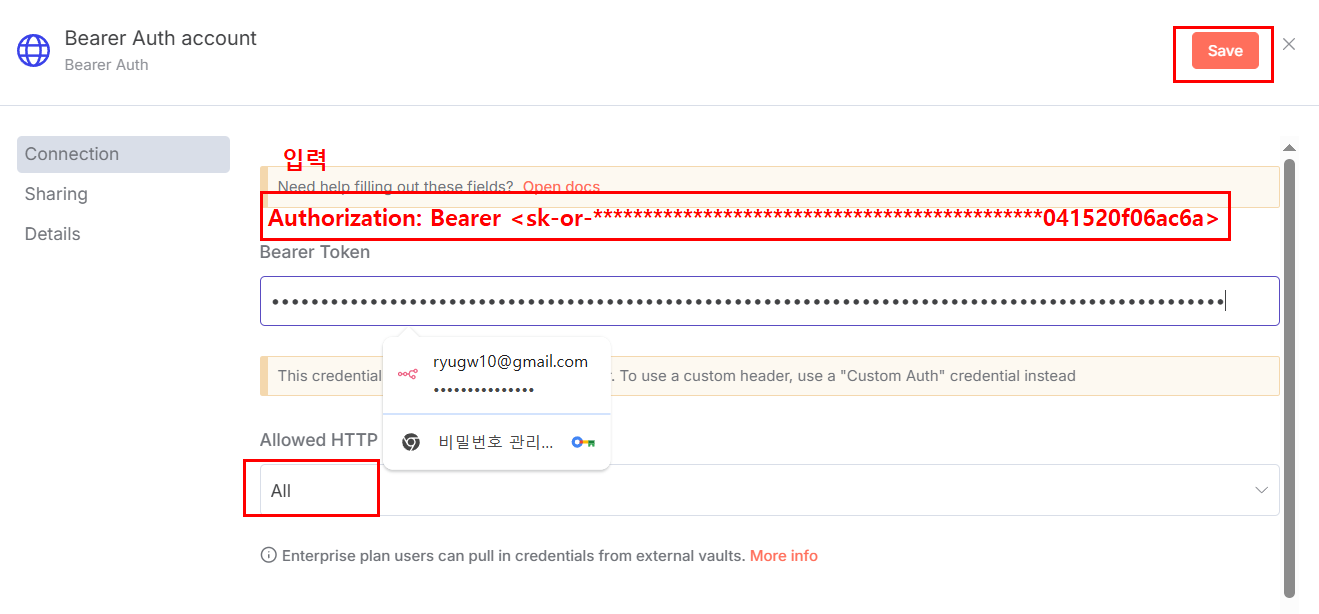 Bearer Auth account
Bearer Auth
Save
Connection
Sharing
Details
입력
Need help filling out these fields? Open docs
Authorization: Bearer <sk-or-*********************************************041520f06ac6a>
Bearer Token
••••••••••••••••••••••••••••••••••••••••••••••••••••••••••••••••••••••••••
ryugw10@gmail.com
•••••••••••••••
This credential
. To use a custom header, use a "Custom Auth" credential instead
비밀번호 관리...
Allowed HTTP
All
Enterprise plan users can pull in credentials from external vaults. More info